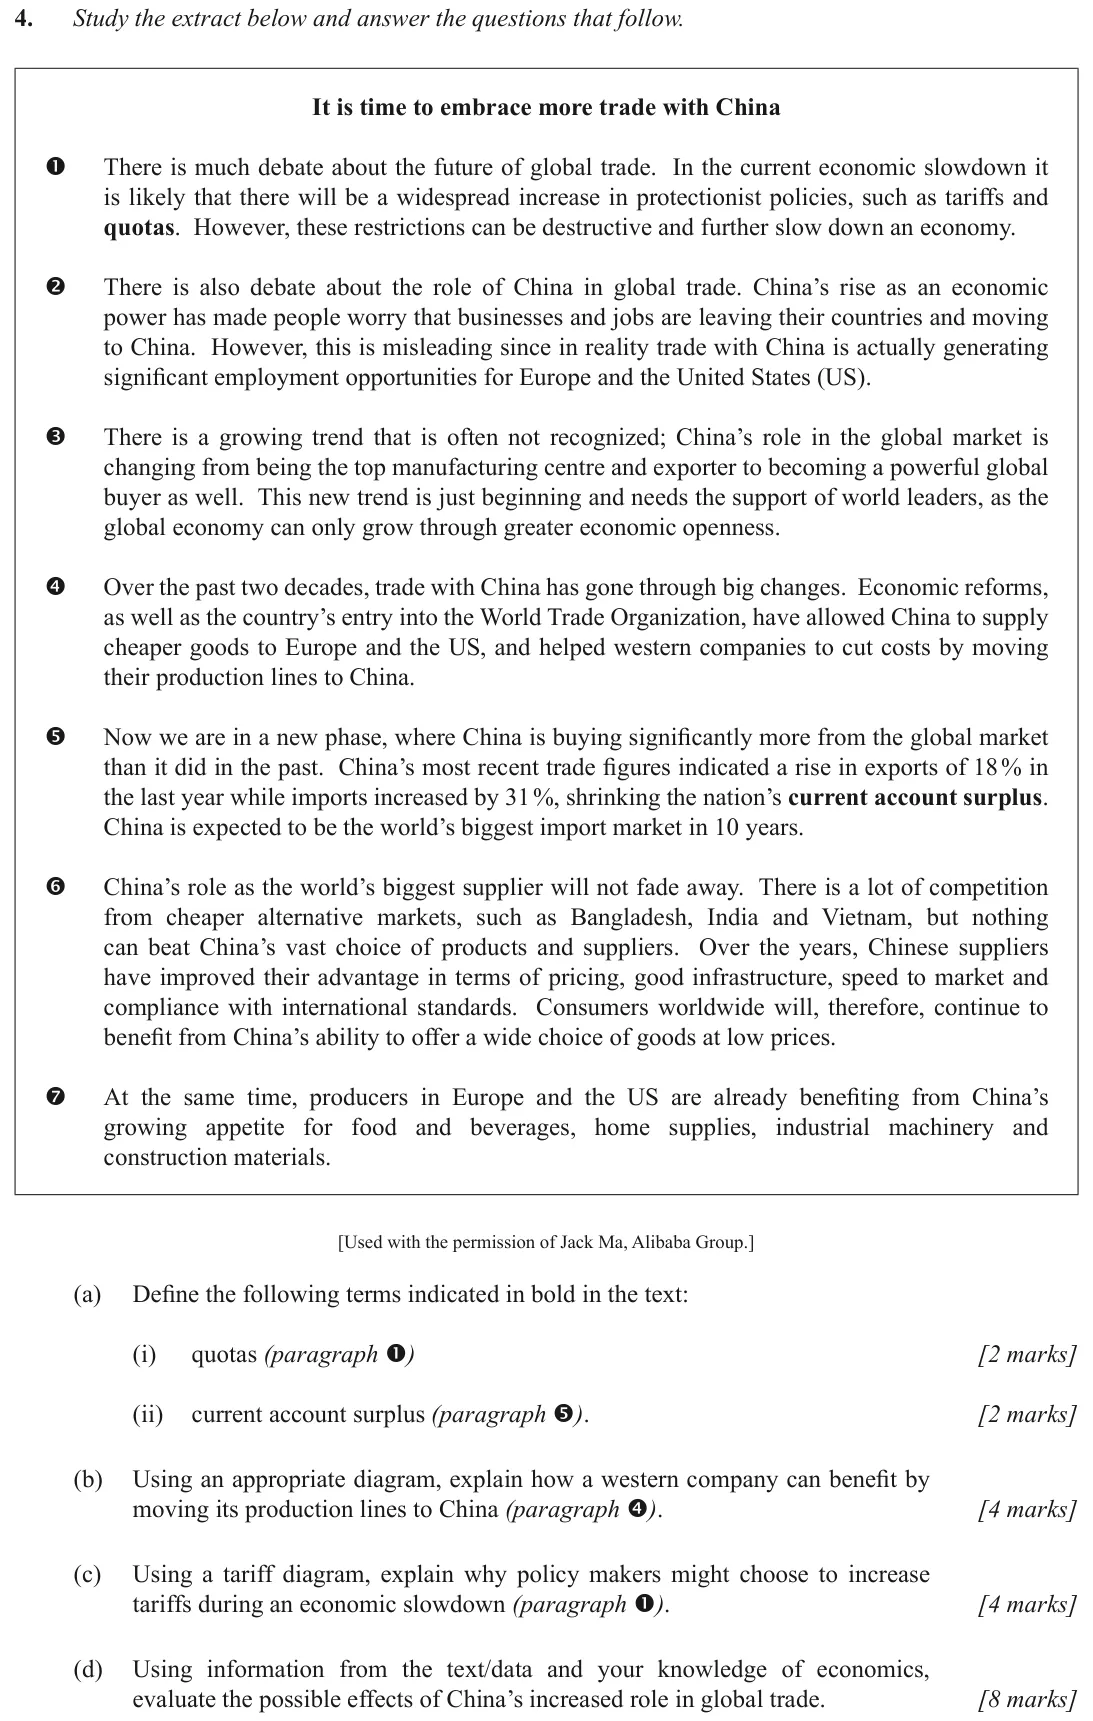 4. Study the extract below and answer the questions that follow.
It is time to embrace more trade with China
❶ There is much debate about the future of global trade. In the current economic slowdown it
is likely that there will be a widespread increase in protectionist policies, such as tariffs and
quotas. However, these restrictions can be destructive and further slow down an economy.
❷ There is also debate about the role of China in global trade. China’s rise as an economic
power has made people worry that businesses and jobs are leaving their countries and moving
to China. However, this is misleading since in reality trade with China is actually generating
significant employment opportunities for Europe and the United States (US).
❸ There is a growing trend that is often not recognized; China’s role in the global market is
changing from being the top manufacturing centre and exporter to becoming a powerful global
buyer as well. This new trend is just beginning and needs the support of world leaders, as the
global economy can only grow through greater economic openness.
❹ Over the past two decades, trade with China has gone through big changes. Economic reforms,
as well as the country’s entry into the World Trade Organization, have allowed China to supply
cheaper goods to Europe and the US, and helped western companies to cut costs by moving
their production lines to China.
❺ Now we are in a new phase, where China is buying significantly more from the global market
than it did in the past. China’s most recent trade figures indicated a rise in exports of 18 % in
the last year while imports increased by 31 %, shrinking the nation’s current account surplus.
China is expected to be the world’s biggest import market in 10 years.
❻ China’s role as the world’s biggest supplier will not fade away. There is a lot of competition
from cheaper alternative markets, such as Bangladesh, India and Vietnam, but nothing
can beat China’s vast choice of products and suppliers. Over the years, Chinese suppliers
have improved their advantage in terms of pricing, good infrastructure, speed to market and
compliance with international standards. Consumers worldwide will, therefore, continue to
benefit from China’s ability to offer a wide choice of goods at low prices.
❼ At the same time, producers in Europe and the US are already benefiting from China’s
growing appetite for food and beverages, home supplies, industrial machinery and
construction materials.
[Used with the permission of Jack Ma, Alibaba Group.]
(a) Define the following terms indicated in bold in the text:
(i) quotas (paragraph ❶) [2 marks]
(ii) current account surplus (paragraph ❺). [2 marks]
(b) Using an appropriate diagram, explain how a western company can benefit by
moving its production lines to China (paragraph ❹). [4 marks]
(c) Using a tariff diagram, explain why policy makers might choose to increase
tariffs during an economic slowdown (paragraph ❶). [4 marks]
(d) Using information from the text/data and your knowledge of economics,
evaluate the possible effects of China’s increased role in global trade. [8 marks]